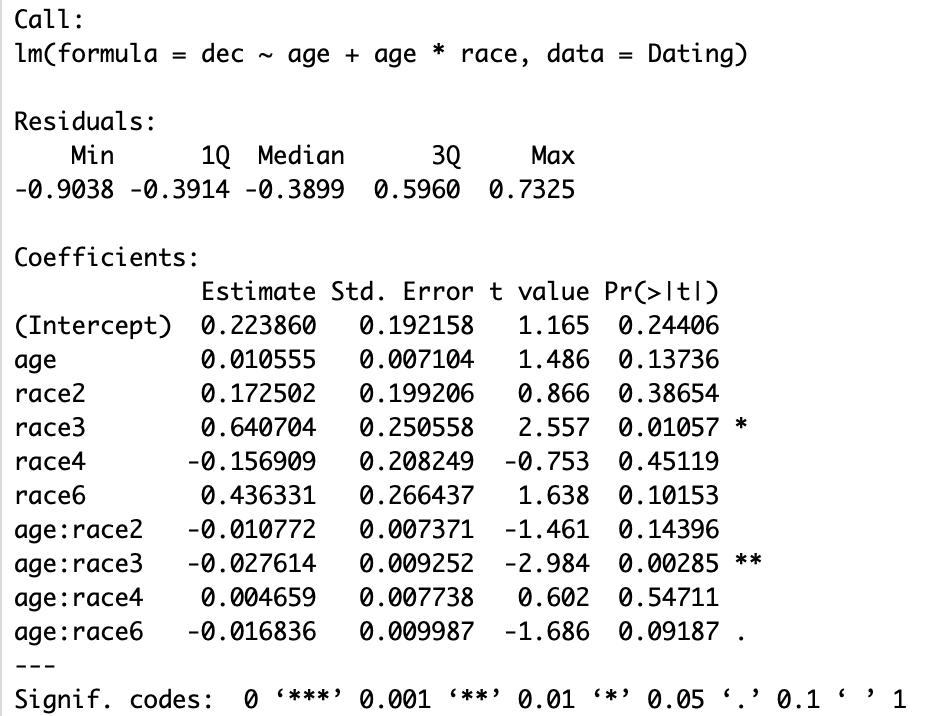 Call:
lm(formula = dec ~ age + age * race, data = Dating)
Residuals:
    Min      1Q  Median      3Q     Max
-0.9038 -0.3914 -0.3899  0.5960  0.7325
Coefficients:
             Estimate Std. Error t value Pr(>|t|)
(Intercept)  0.223860   0.192158   1.165  0.24406
age          0.010555   0.007104   1.486  0.13736
race2        0.172502   0.199206   0.866  0.38654
race3        0.640704   0.250558   2.557  0.01057 *
race4       -0.156909   0.208249  -0.753  0.45119
race6        0.436331   0.266437   1.638  0.10153
age:race2   -0.010772   0.007371  -1.461  0.14396
age:race3   -0.027614   0.009252  -2.984  0.00285 **
age:race4    0.004659   0.007738   0.602  0.54711
age:race6   -0.016836   0.009987  -1.686  0.09187 .
---
Signif. codes:  0 ‘***’ 0.001 ‘**’ 0.01 ‘*’ 0.05 ‘.’ 0.1 ‘ ’ 1